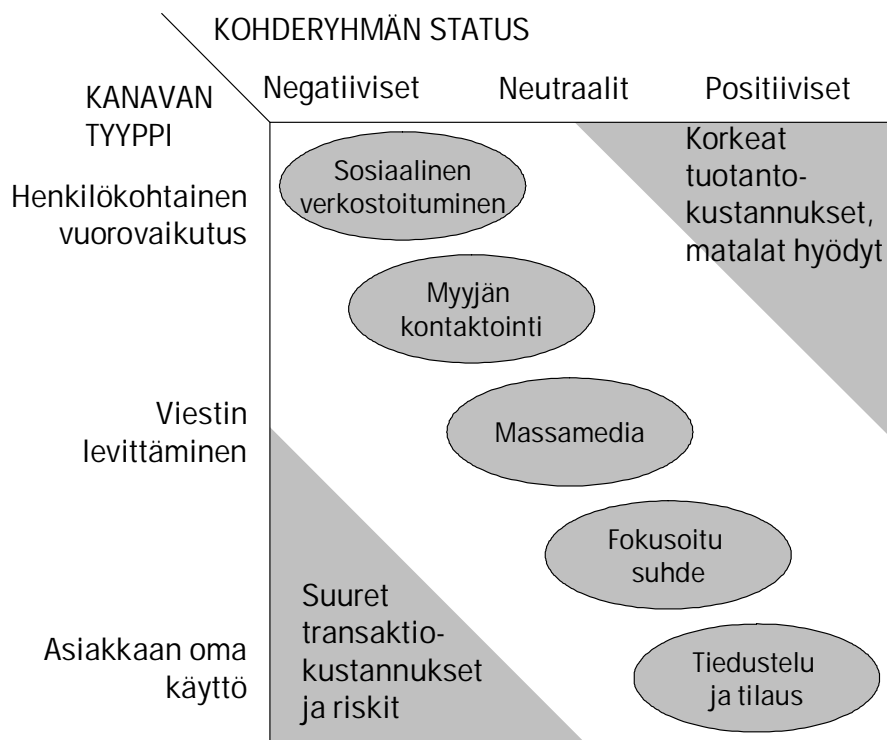 KOHDERYHMÄN STATUS
KANAVAN
TYYPPI
Negatiiviset
Neutraalit
Positiiviset
Henkilökohtainen
vuorovaikutus
Sosiaalinen
verkostoituminen
Korkeat
tuotanto-
kustannukset,
matalat hyödyt
Myyjän
kontaktointi
Viestin
levittäminen
Massamedia
Fokusoitu
suhde
Asiakkaan oma
käyttö
Suuret
transaktio-
kustannukset
ja riskit
Tiedustelu
ja tilaus